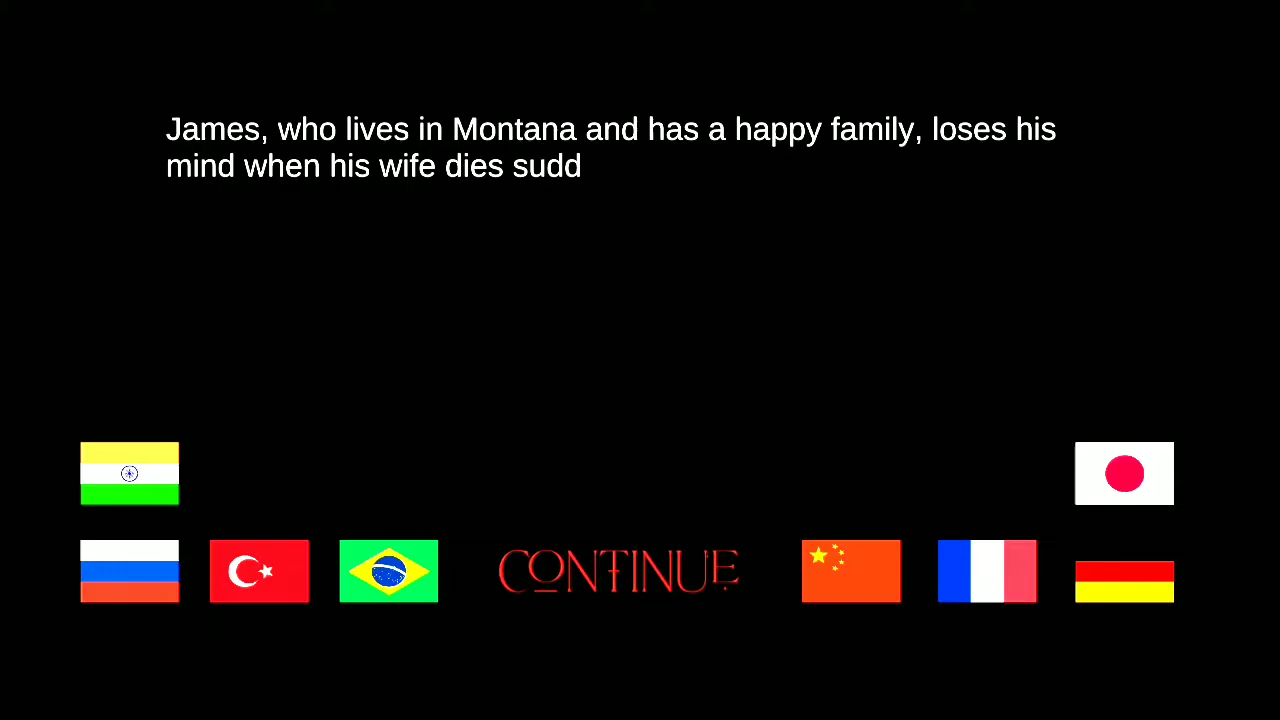 James, who lives in Montana and has a happy family, loses his
mind when his wife dies sudd
CONTINUE